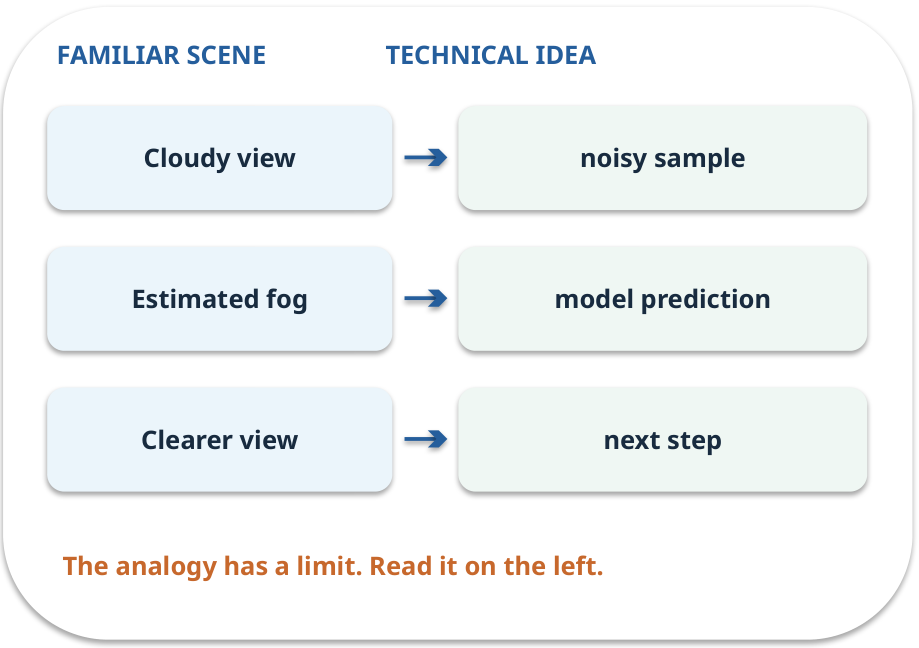 FAMILIAR SCENE TECHNICAL IDEA
Cloudy view noisy sample
Estimated fog model prediction
Clearer view next step
The analogy has a limit. Read it on the left.